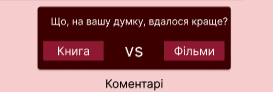 Що, на вашу думку, вдалося краще?
Книга VS Фільми
Коментарі